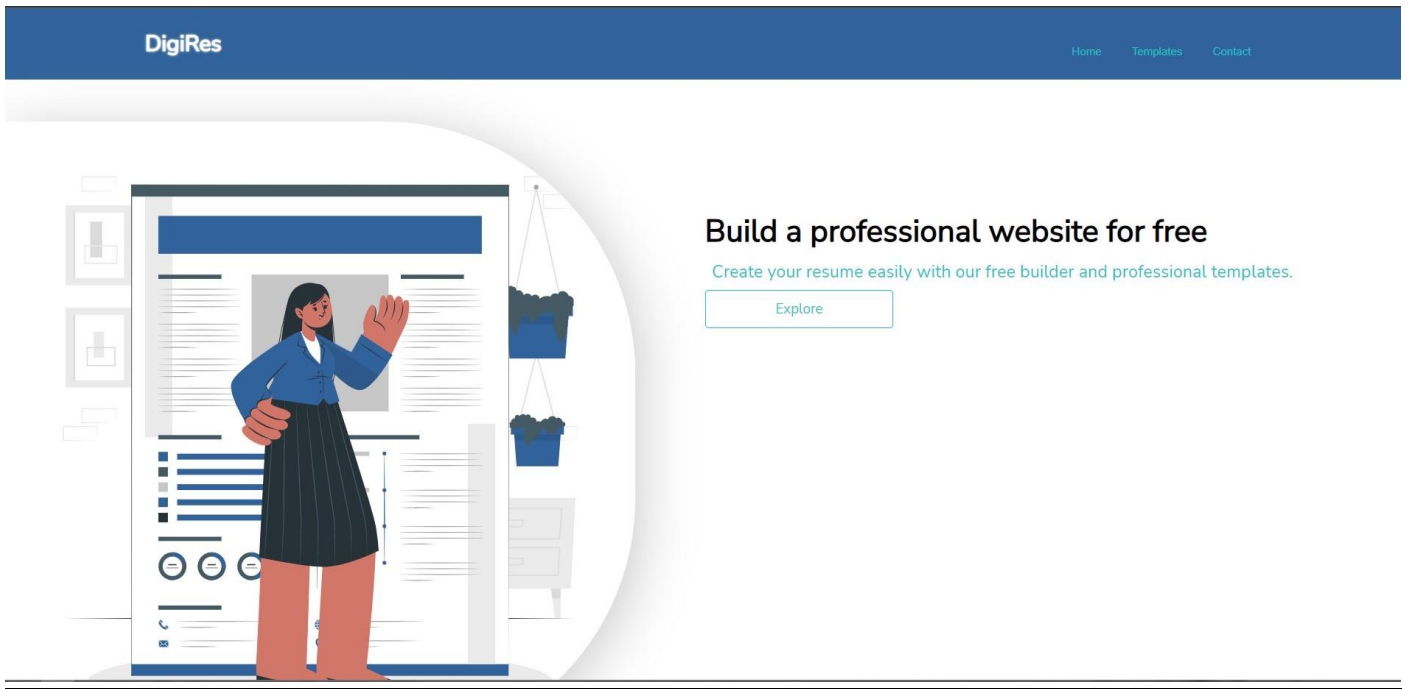 DigiRes
Home Templates Contact
Build a professional website for free
Create your resume easily with our free builder and professional templates.
Explore